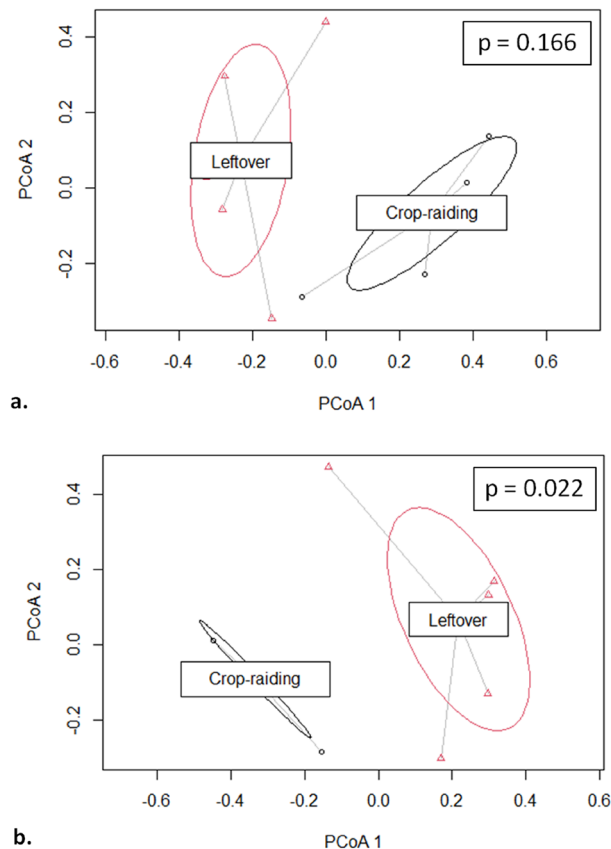 p = 0.166
PCoA 2
0.4
0.2
0.0
-0.2
Leftover
Crop-raiding
-0.6 -0.4 -0.2 0.0 0.2 0.4 0.6
PCoA 1
a.
p = 0.022
PCoA 2
0.4
0.2
0.0
-0.2
Leftover
Crop-raiding
-0.6 -0.4 -0.2 0.0 0.2 0.4 0.6
PCoA 1
b.